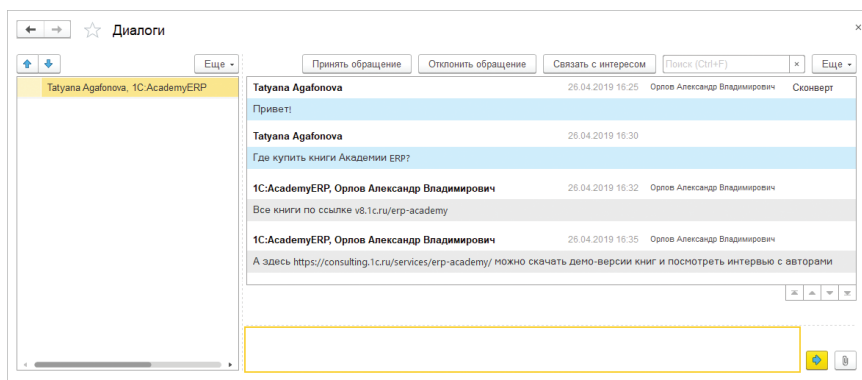 Диалоги
Еще
Принять обращение Отклонить обращение Связать с интересом Поиск (Ctrl+F) × Еще
Tatyana Agafonova, 1C:AcademyERP
Tatyana Agafonova 26.04.2019 16:25 Орлов Александр Владимирович Сконверт
Привет!
Tatyana Agafonova 26.04.2019 16:30
Где купить книги Академии ERP?
1C:AcademyERP, Орлов Александр Владимирович 26.04.2019 16:32 Орлов Александр Владимирович
Все книги по ссылке v8.1c.ru/erp-academy
1C:AcademyERP, Орлов Александр Владимирович 26.04.2019 16:35 Орлов Александр Владимирович
А здесь https://consulting.1c.ru/services/erp-academy/ можно скачать демо-версии книг и посмотреть интервью с авторами